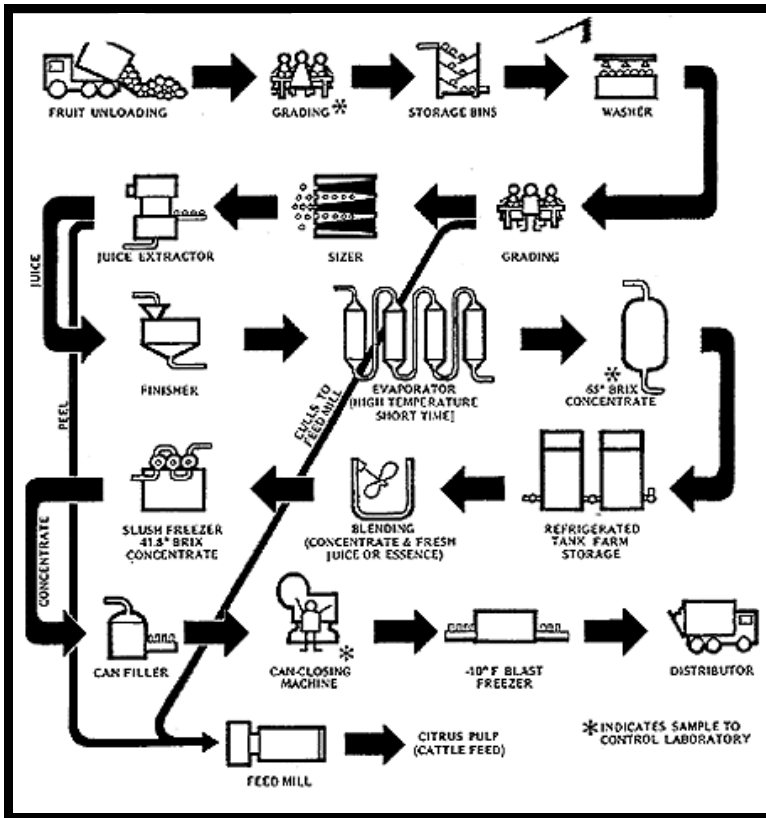 FRUIT UNLOADING
GRADING *
STORAGE BINS
WASHER
JUICE EXTRACTOR
SIZER
GRADING
JUICE
FINISHER
EVAPORATOR
[HIGH TEMPERATURE
SHORT TIME]
*
65° BRIX
CONCENTRATE
PEEL
CULLS TO
FEED MILL
SLUSH FREEZER
41.8° BRIX
CONCENTRATE
BLENDING
(CONCENTRATE & FRESH
JUICE OR ESSENCE)
REFRIGERATED
TANK FARM
STORAGE
CONCENTRATE
CAN FILLER
CAN-CLOSING *
MACHINE
-10° F BLAST
FREEZER
DISTRIBUTOR
FEED MILL
CITRUS PULP
(CATTLE FEED)
* INDICATES SAMPLE TO
CONTROL LABORATORY